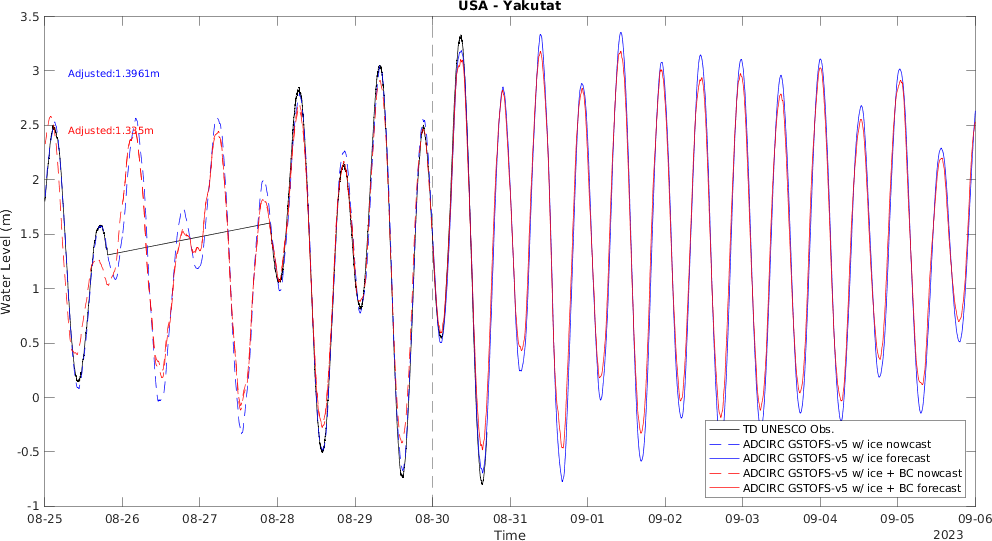 USA - Yakutat
Water Level (m)
3.5
3
2.5
2
1.5
1
0.5
0
-0.5
-1
Adjusted:1.3961m
Adjusted:1.335m
TD UNESCO Obs.
ADCIRC GSTOFS-v5 w/ ice nowcast
ADCIRC GSTOFS-v5 w/ ice forecast
ADCIRC GSTOFS-v5 w/ ice + BC nowcast
ADCIRC GSTOFS-v5 w/ ice + BC forecast
08-25 08-26 08-27 08-28 08-29 08-30 08-31 09-01 09-02 09-03 09-04 09-05 09-06
Time
2023